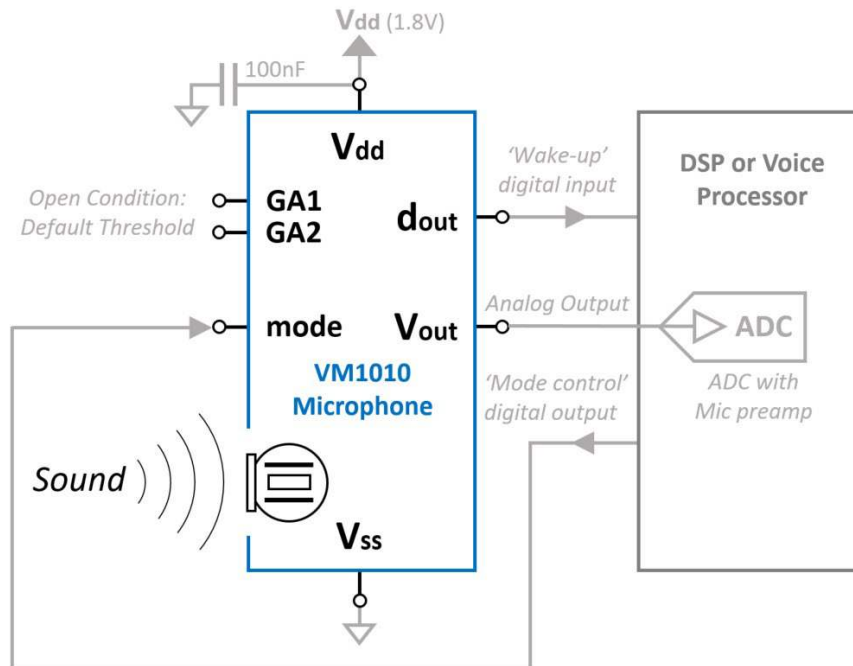 Vdd (1.8V)
100nF
Vdd
Open Condition:
Default Threshold
GA1
GA2
mode
dout
Vout
VM1010
Microphone
Sound
Vss
'Wake-up'
digital input
Analog Output
'Mode control'
digital output
DSP or Voice
Processor
ADC
ADC with
Mic preamp